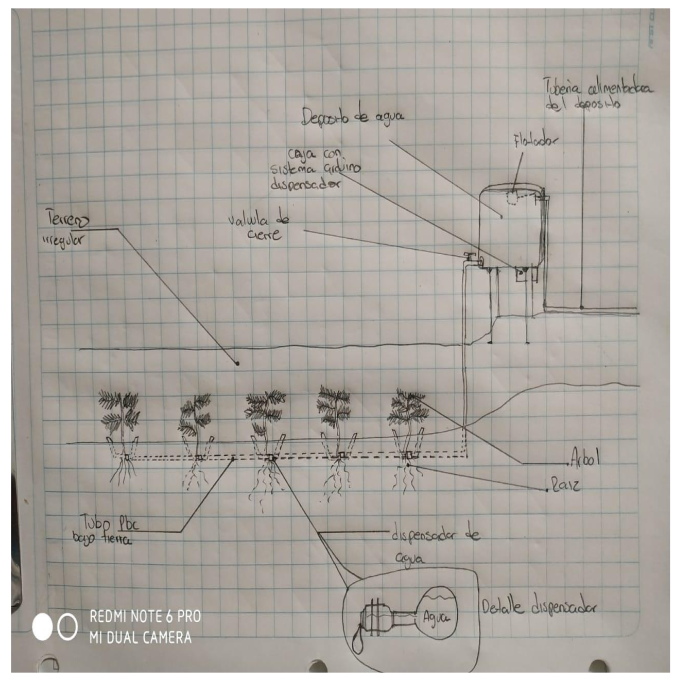 Tuberia alimentadora
del deposito
Deposito de agua
Flotador
Caja con
sistema arduino
dispensador
Terreno
irregular
valvula de
cierre
Arbol
Raiz
Tubo Pbc
bajo tierra
dispensador de
agua
Agua
Detalle dispensador
REDMI NOTE 6 PRO
MI DUAL CAMERA